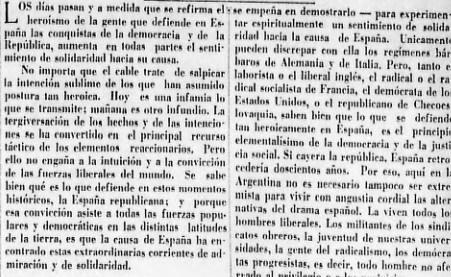 LOS días pasan y a medida que se refirma el
heroísmo de la gente que defiende en Es-
paña las conquistas de la democracia y de la
República, aumenta en todas partes el senti-
miento de solidaridad hacia su causa.
No importa que el cable trate de salpicar
la intención sublime de los que han asumido
postura tan heroica. Hoy es una infamia lo
que se transmite; mañana es otro infundio. La
tergiversación de los hechos y de las intencio-
nes se ha convertido en el principal recurso
táctico de los elementos reaccionarios. Pero
ello no engaña a la intuición y a la convicción
de las fuerzas liberales del mundo. Se sabe
bien qué es lo que defiende en estos momentos
históricos, la España republicana; y porque
esa convicción asiste a todas las fuerzas popu-
lares y democráticas en las distintas latitudes
de la tierra, es que la causa de España ha en-
contrado estas extraordinarias corrientes de ad-
miración y de solidaridad.
se empeña en demostrarlo — para experimen-
tar espiritualmente un sentimiento de solida-
ridad hacia la causa de España. Unicamente
pueden discrepar con ella los regímenes bár-
baros de Alemania y de Italia. Pero, tanto el
laborista o el liberal inglés, el radical o el ra-
dical socialista de Francia, el demócrata de los
Estados Unidos, o el republicano de Checoes-
lovaquia, saben bien que lo que se defiende
tan heroicamente en España, es el principio
elementalísimo de la democracia y de la justi-
cia social. Si cayera la república, España retro-
cedería doscientos años. Por eso, aquí en la
Argentina no es necesario tampoco ser extre-
mista para vivir con angustia cordial las alter-
nativas del drama español. La viven todos los
hombres liberales. Los militantes de los sindi-
catos obreros, la juventud de nuestras univer-
sidades, la gente del radicalismo, los demócra-
tas progresistas, es decir, todo hombre no afe-